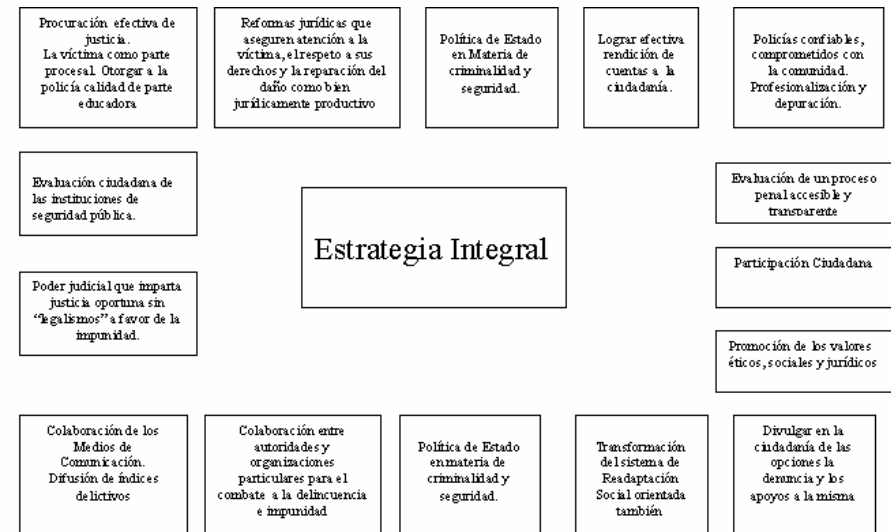 Procuración efectiva de
justicia.
La víctima como parte
procesal. Otorgar a la
policía calidad de parte
educadora
Reformas jurídicas que
aseguren atención a la
víctima, el respeto a sus
derechos y la reparación del
daño como bien
jurídicamente productivo
Política de Estado
en Materia de
criminalidad y
seguridad.
Lograr efectiva
rendición de
cuentas a la
ciudadanía.
Policías confiables,
comprometidos con
la comunidad.
Profesionalización y
depuración.
Evaluación ciudadana de
las instituciones de
seguridad pública.
Estrategia Integral
Evaluación de un proceso
penal accesible y
transparente
Participación Ciudadana
Poder judicial que imparta
justicia oportuna sin
“legalismos” a favor de la
impunidad.
Promoción de los valores
éticos, sociales y jurídicos
Colaboración de los
Medios de
Comunicación.
Difusión de índices
delictivos
Colaboración entre
autoridades y
organizaciones
particulares para el
combate a la delincuencia
e impunidad
Política de Estado
en materia de
criminalidad y
seguridad.
Transformación
del sistema de
Readaptación
Social orientada
también
Divulgar en la
ciudadanía de las
opciones la
denuncia y los
apoyos a la misma